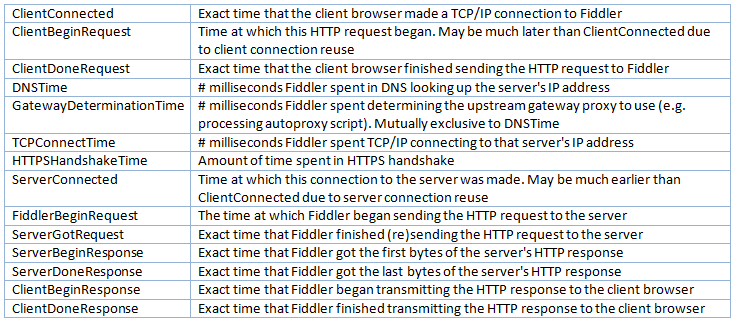 ClientConnected Exact time that the client browser made a TCP/IP connection to Fiddler
ClientBeginRequest Time at which this HTTP request began. May be much later than ClientConnected due
to client connection reuse
ClientDoneRequest Exact time that the client browser finished sending the HTTP request to Fiddler
DNSTime # milliseconds Fiddler spent in DNS looking up the server's IP address
GatewayDeterminationTime # milliseconds Fiddler spent determining the upstream gateway proxy to use (e.g.
processing autoproxy script). Mutually exclusive to DNSTime
TCPConnectTime # milliseconds Fiddler spent TCP/IP connecting to that server's IP address
HTTPSHandshakeTime Amount of time spent in HTTPS handshake
ServerConnected Time at which this connection to the server was made. May be much earlier than
ClientConnected due to server connection reuse
FiddlerBeginRequest The time at which Fiddler began sending the HTTP request to the server
ServerGotRequest Exact time that Fiddler finished (re)sending the HTTP request to the server
ServerBeginResponse Exact time that Fiddler got the first bytes of the server's HTTP response
ServerDoneResponse Exact time that Fiddler got the last bytes of the server's HTTP response
ClientBeginResponse Exact time that Fiddler began transmitting the HTTP response to the client browser
ClientDoneResponse Exact time that Fiddler finished transmitting the HTTP response to the client browser